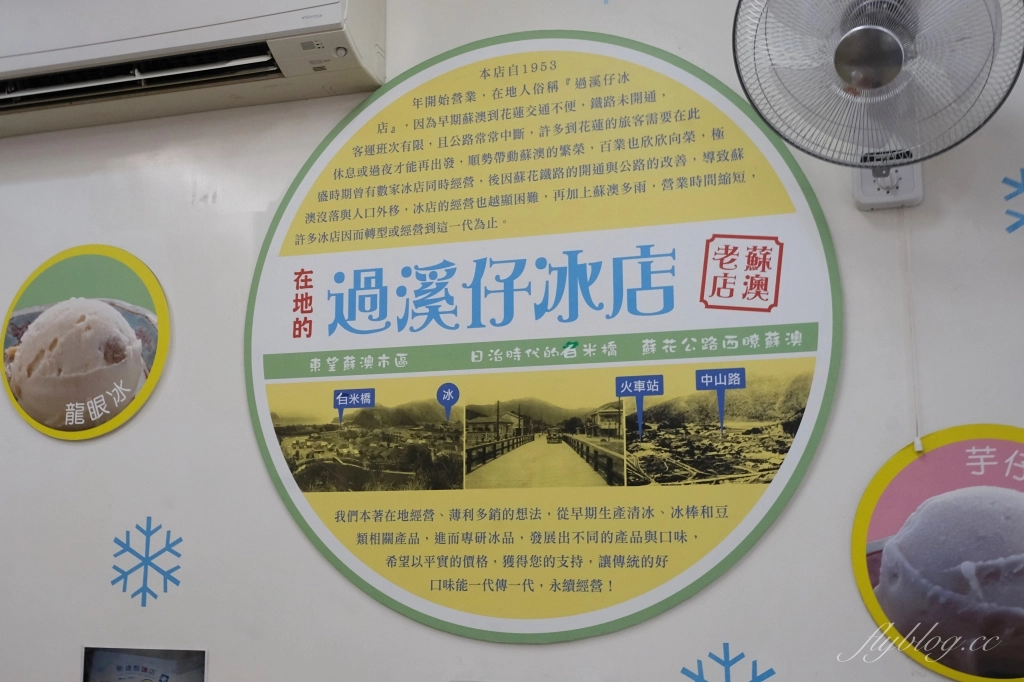 本店自1953
年開始營業,在地人俗稱『過溪仔冰
店』,因為早期蘇澳到花蓮交通不便,鐵路未開通,
客運班次有限,且公路常常中斷,許多到花蓮的旅客需要在此
休息或過夜才能再出發,順勢帶動蘇澳的繁榮,百業也欣欣向榮,極
盛時期曾有數家冰店同時經營,後因蘇花鐵路的開通與公路的改善,導致蘇
澳沒落與人口外移,冰店的經營也越顯困難,再加上蘇澳多雨,營業時間縮短,
許多冰店因而轉型或經營到這一代為止。
在地的
過溪仔冰店
蘇澳
老店
東望蘇澳市區
日治時代的白米橋
蘇花公路西瞭蘇澳
白米橋
冰
火車站
中山路
我們本著在地經營、薄利多銷的想法,從早期生產清冰、冰棒和豆
類相關產品,進而專研冰品,發展出不同的產品與口味,
希望以平實的價格,獲得您的支持,讓傳統的好
口味能一代傳一代,永續經營!
龍眼冰
芋仔
flyblog.cc